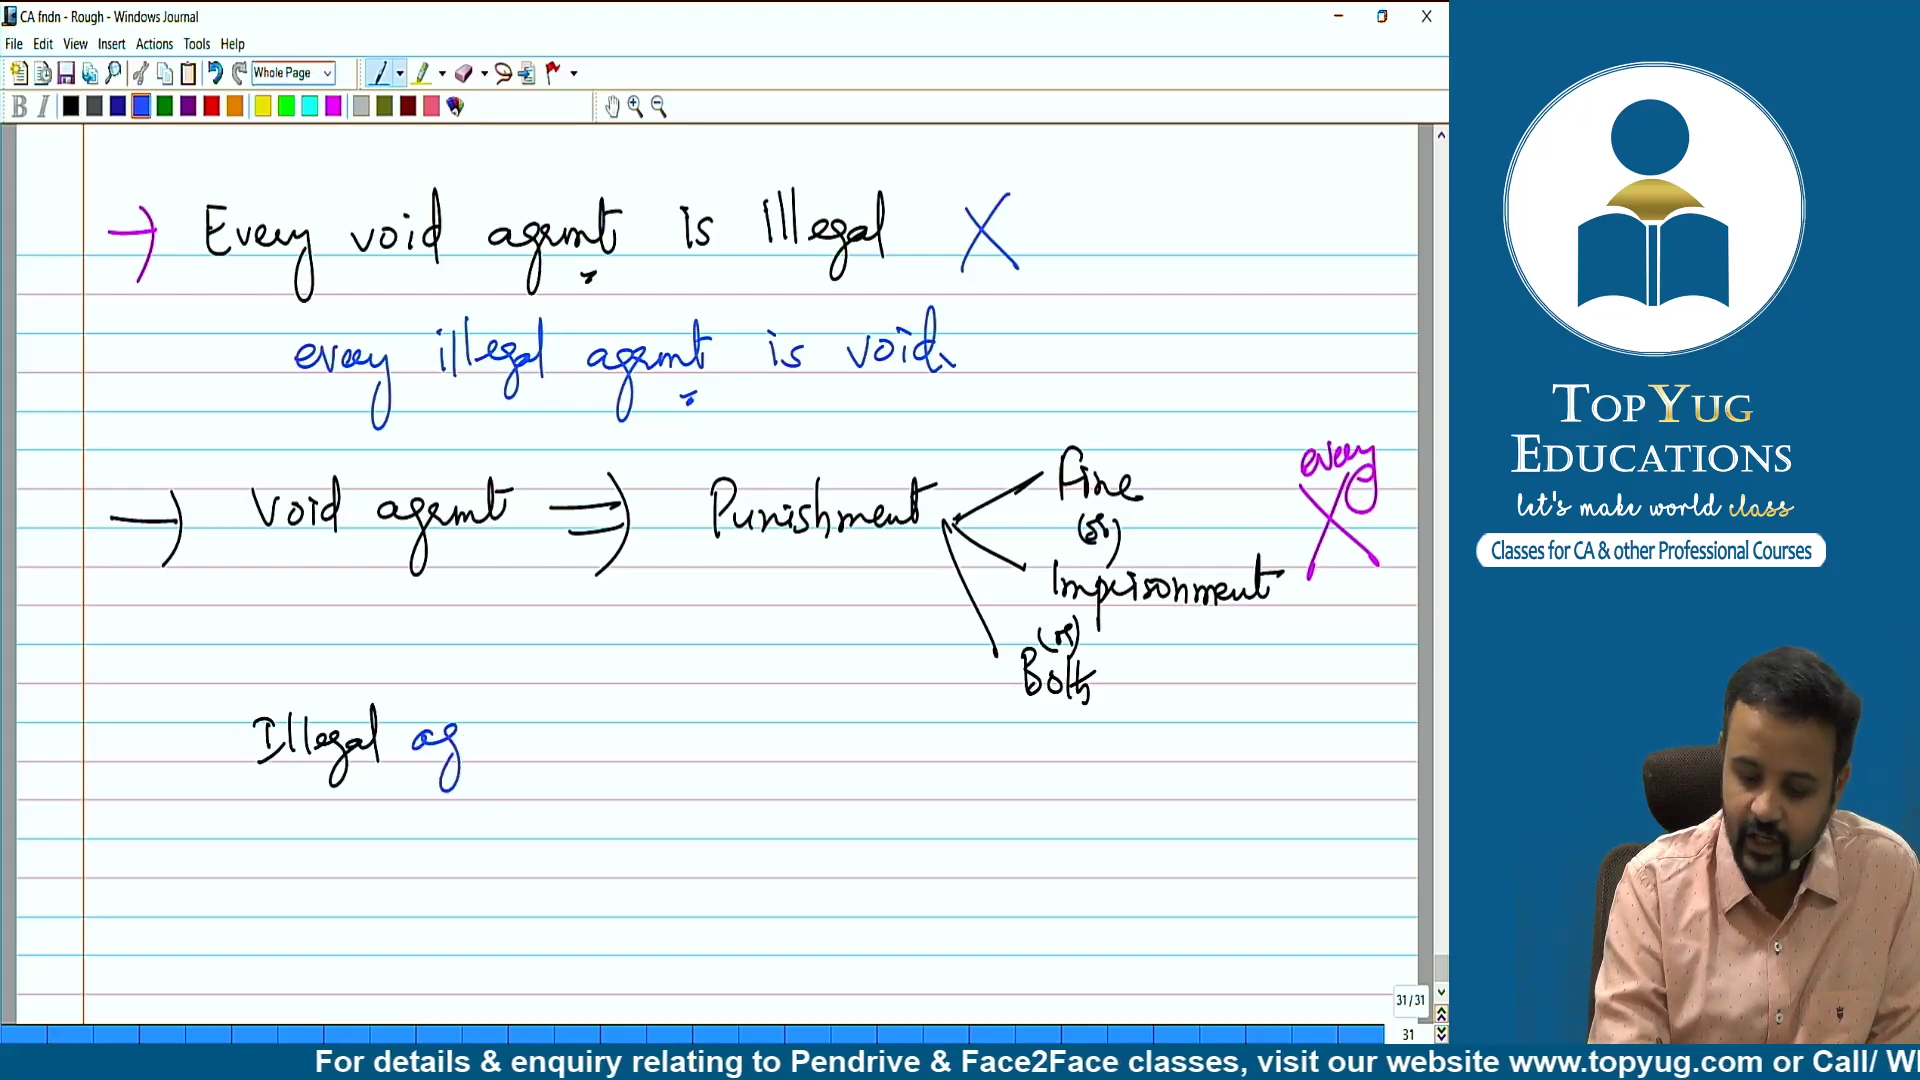 CA fndn - Rough - Windows Journal
File Edit View Insert Actions Tools Help
Whole Page
B I
→ Every void agrmt is Illegal X
every illegal agrmt is void.
→ Void agrmt ⇒ Punishment
Fine
(or)
Imprisonment
(or)
Both
every
X
Illegal ag
31/31
31
TOPYUG
EDUCATIONS
let's make world class
Classes for CA & other Professional Courses
For details & enquiry relating to Pendrive & Face2Face classes, visit our website www.topyug.com or Call/ W